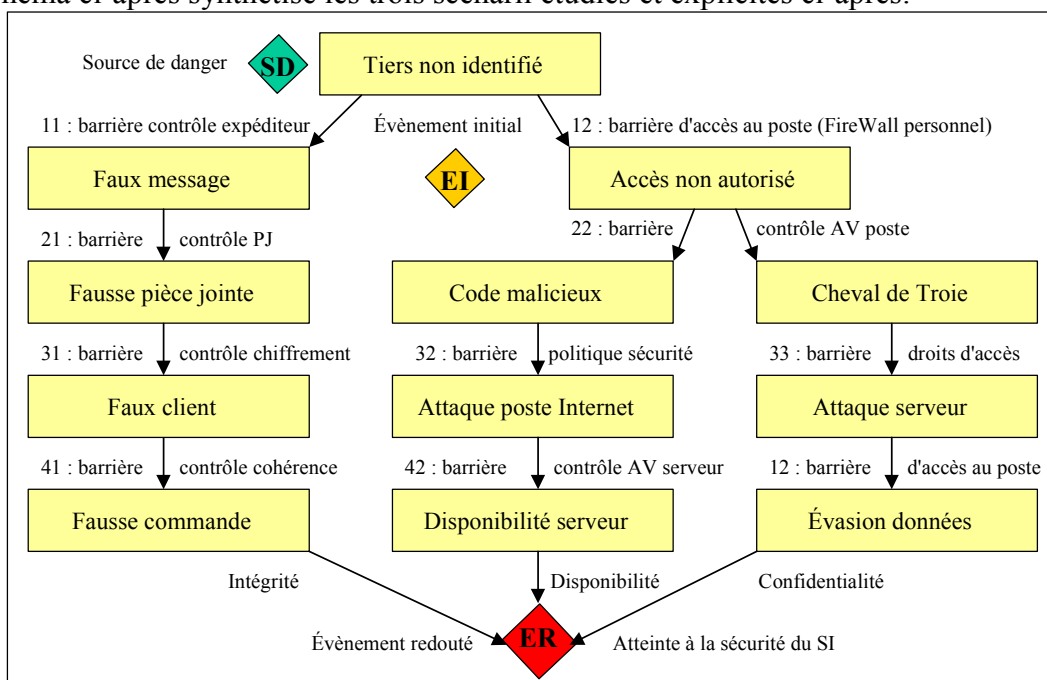 ci-après synthétise les trois scénarii étudiés et explicités ci-après.
Source de danger SD Tiers non identifié
11 : barrière contrôle expéditeur Évènement initial 12 : barrière d'accès au poste (FireWall personnel)
Faux message EI Accès non autorisé
21 : barrière contrôle PJ 22 : barrière contrôle AV poste
Fausse pièce jointe Code malicieux Cheval de Troie
31 : barrière contrôle chiffrement 32 : barrière politique sécurité 33 : barrière droits d'accès
Faux client Attaque poste Internet Attaque serveur
41 : barrière contrôle cohérence 42 : barrière contrôle AV serveur 12 : barrière d'accès au poste
Fausse commande Disponibilité serveur Évasion données
Intégrité Disponibilité Confidentialité
Évènement redouté ER Atteinte à la sécurité du SI